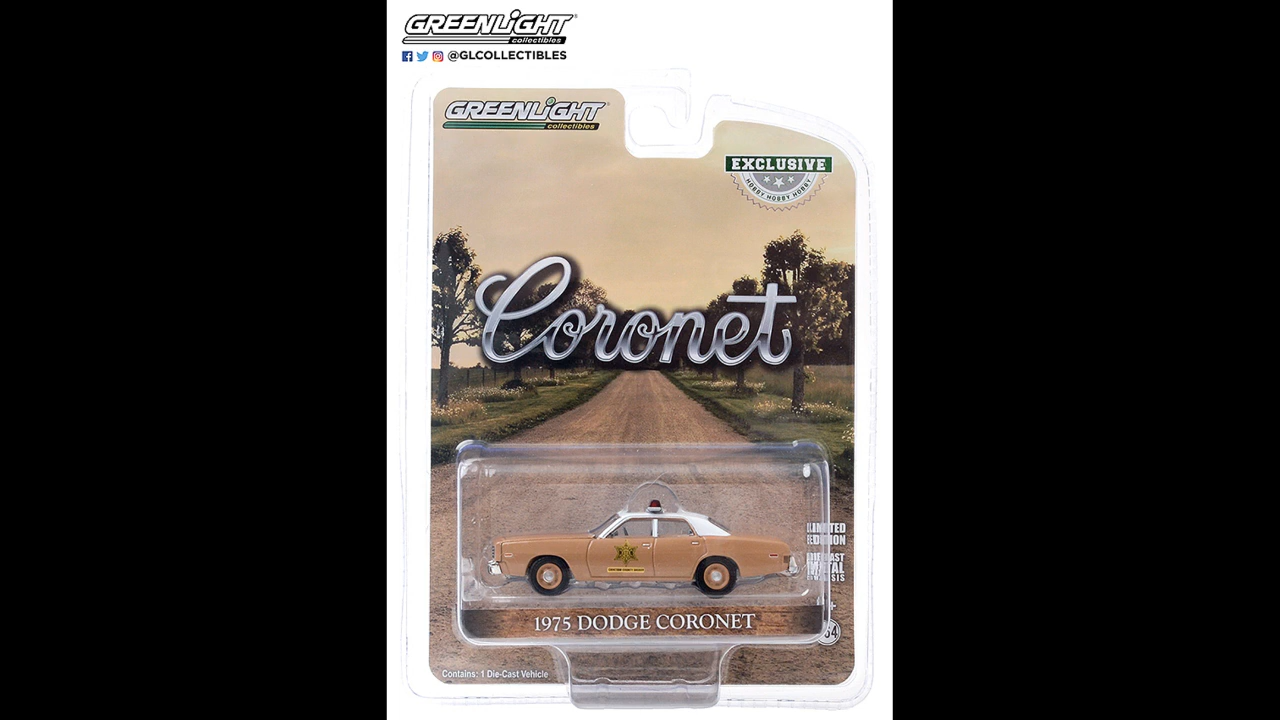 GREENLiGHT
collectibles
@GLCOLLECTIBLES
GREENLiGHT
collectibles
EXCLUSIVE
HOBBY HOBBY HOBBY
Coronet
LIMITED
EDITION
DIE-CAST
METAL
CHASSIS
1975 DODGE CORONET
Contains: 1 Die-Cast Vehicle